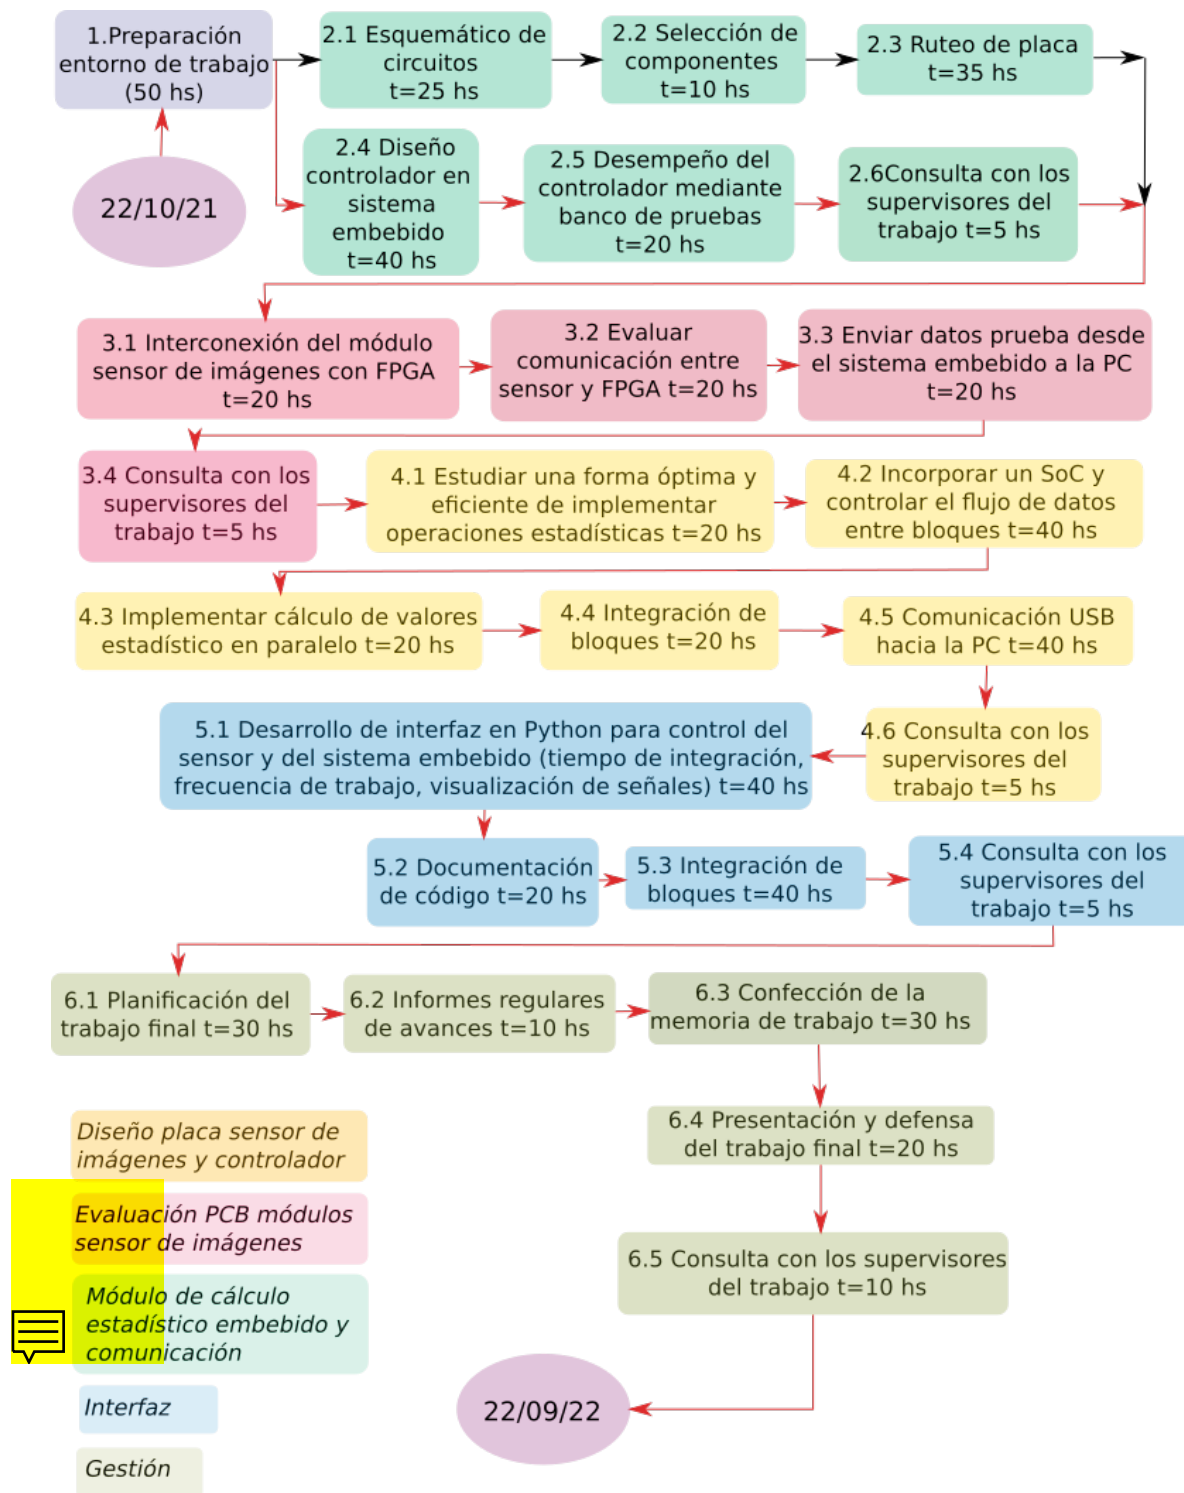 1.Preparación
entorno de trabajo
(50 hs)
2.1 Esquemático de
circuitos
t=25 hs
2.2 Selección de
componentes
t=10 hs
2.3 Ruteo de placa
t=35 hs
22/10/21
2.4 Diseño
controlador en
sistema
embebido
t=40 hs
2.5 Desempeño del
controlador mediante
banco de pruebas
t=20 hs
2.6Consulta con los
supervisores del
trabajo t=5 hs
3.1 Interconexión del módulo
sensor de imágenes con FPGA
t=20 hs
3.2 Evaluar
comunicación entre
sensor y FPGA t=20 hs
3.3 Enviar datos prueba desde
el sistema embebido a la PC
t=20 hs
3.4 Consulta con los
supervisores del
trabajo t=5 hs
4.1 Estudiar una forma óptima y
eficiente de implementar
operaciones estadísticas t=20 hs
4.2 Incorporar un SoC y
controlar el flujo de datos
entre bloques t=40 hs
4.3 Implementar cálculo de valores
estadístico en paralelo t=20 hs
4.4 Integración de
bloques t=20 hs
4.5 Comunicación USB
hacia la PC t=40 hs
4.6 Consulta con los
supervisores del
trabajo t=5 hs
5.1 Desarrollo de interfaz en Python para control del
sensor y del sistema embebido (tiempo de integración,
frecuencia de trabajo, visualización de señales) t=40 hs
5.2 Documentación
de código t=20 hs
5.3 Integración de
bloques t=40 hs
5.4 Consulta con los
supervisores del
trabajo t=5 hs
6.1 Planificación del
trabajo final t=30 hs
6.2 Informes regulares
de avances t=10 hs
6.3 Confección de la
memoria de trabajo t=30 hs
6.4 Presentación y defensa
del trabajo final t=20 hs
6.5 Consulta con los supervisores
del trabajo t=10 hs
22/09/22
Diseño placa sensor de
imágenes y controlador
Evaluación PCB módulos
sensor de imágenes
Módulo de cálculo
estadístico embebido y
comunicación
Interfaz
Gestión